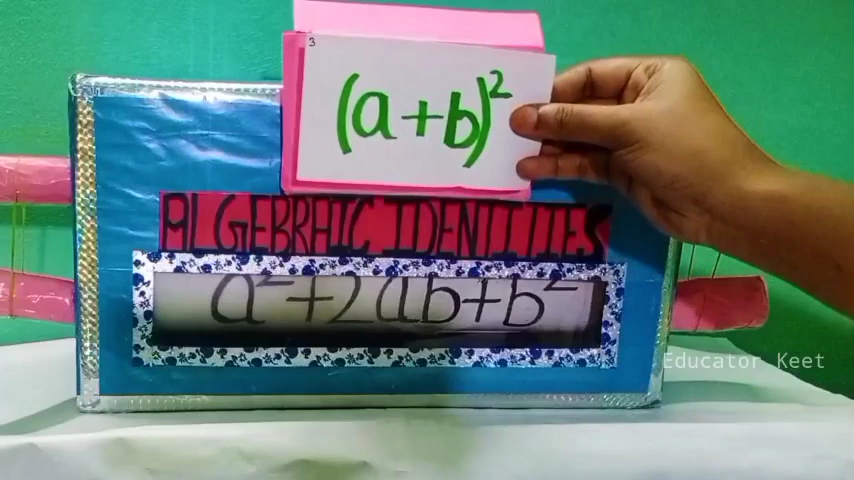 3
(a+b)²
ALGEBRAIC IDENTITIES
a²+2ab+b²
Educator Keet